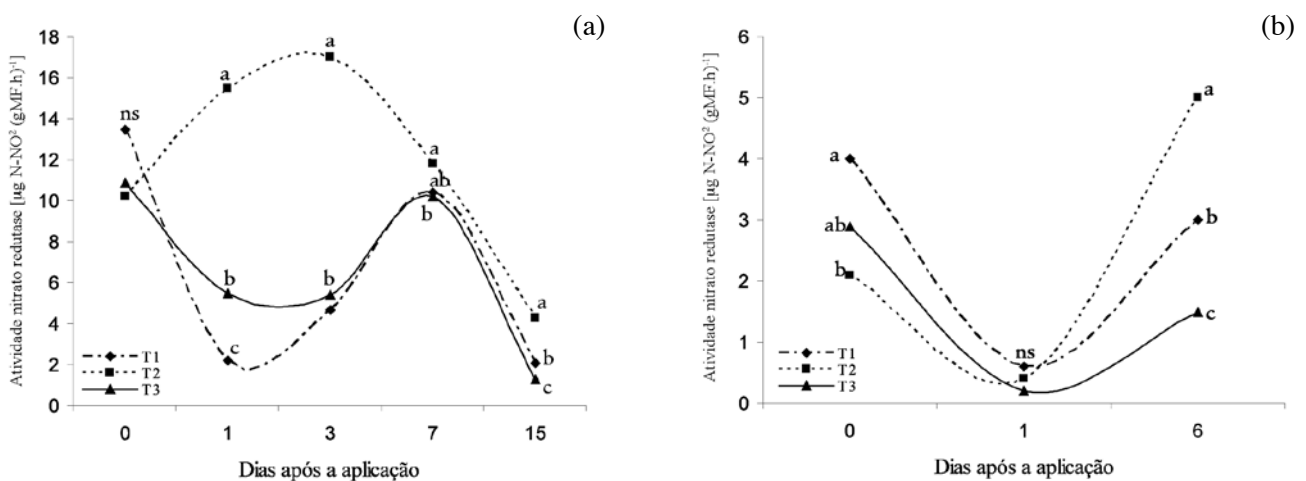 (a)
Atividade nitrato redutase [µg N-NO² (gMF.h)⁻¹]
18
16
14
12
10
8
6
4
2
0
ns
a
a
a
ab
b
b
b
c
a
b
c
T1
T2
T3
0 1 3 7 15
Dias após a aplicação
(b)
Atividade nitrato redutase [µg N-NO² (gMF.h)⁻¹]
6
5
4
3
2
1
0
a
ab
b
ns
a
b
c
T1
T2
T3
0 1 6
Dias após a aplicação